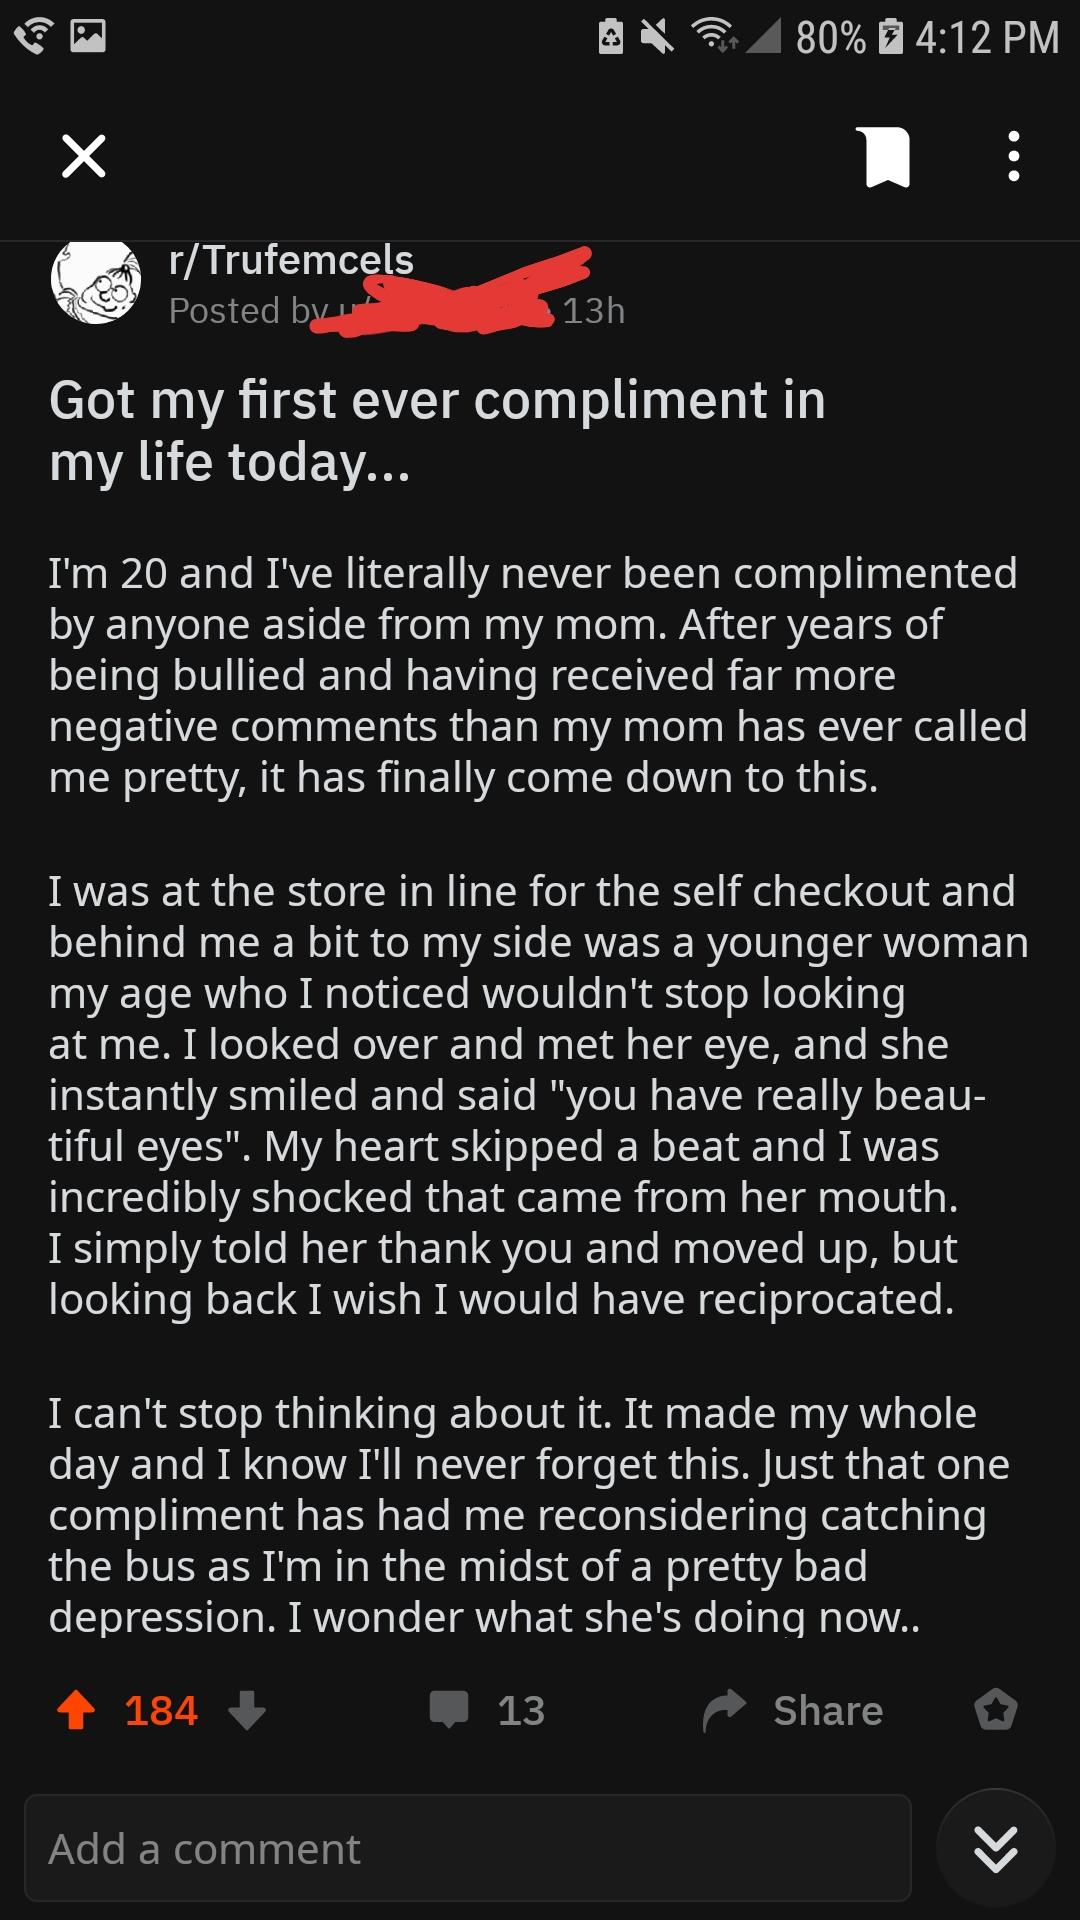 80% 4:12 PM
r/Trufemcels
Posted by u/ 13h
Got my first ever compliment in
my life today...
I'm 20 and I've literally never been complimented
by anyone aside from my mom. After years of
being bullied and having received far more
negative comments than my mom has ever called
me pretty, it has finally come down to this.
I was at the store in line for the self checkout and
behind me a bit to my side was a younger woman
my age who I noticed wouldn't stop looking
at me. I looked over and met her eye, and she
instantly smiled and said "you have really beau-
tiful eyes". My heart skipped a beat and I was
incredibly shocked that came from her mouth.
I simply told her thank you and moved up, but
looking back I wish I would have reciprocated.
I can't stop thinking about it. It made my whole
day and I know I'll never forget this. Just that one
compliment has had me reconsidering catching
the bus as I'm in the midst of a pretty bad
depression. I wonder what she's doing now..
184 13 Share
Add a comment